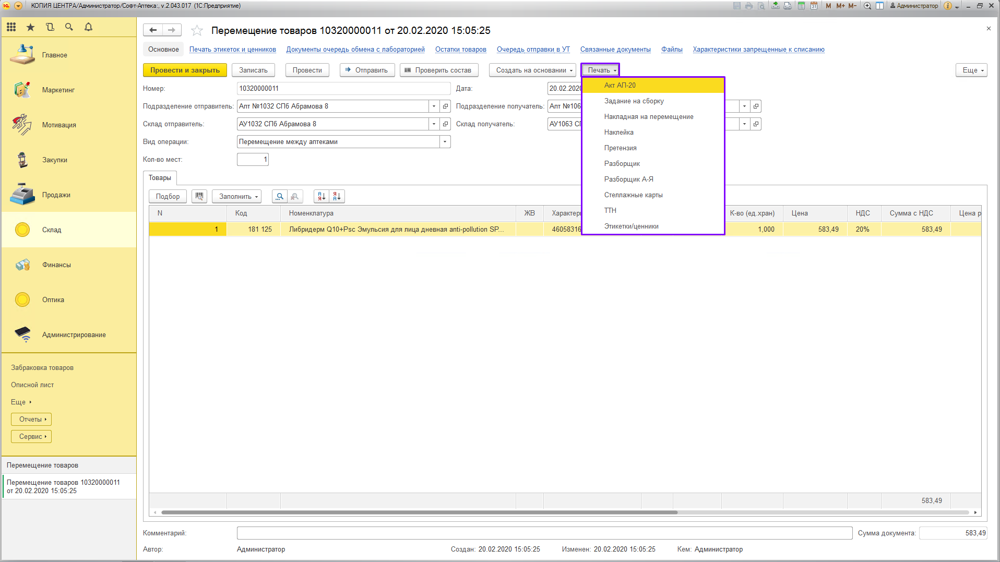 КОПИЯ ЦЕНТРА/Администратор/Софт-Аптека:, v.2.043.017 (1С:Предприятие)
M M+ M-
Администратор
Главное
Маркетинг
Мотивация
Закупки
Продажи
Склад
Финансы
Оптика
Администрирование
Забраковка товаров
Описной лист
Еще
Отчеты
Сервис
Перемещение товаров
Перемещение товаров 10320000011
от 20.02.2020 15:05:25
Перемещение товаров 10320000011 от 20.02.2020 15:05:25
Основное Печать этикеток и ценников Документы очередь обмена с лабораторией Остатки товаров Очередь отправки в УТ Связанные документы Файлы Характеристики запрещенные к списанию
Провести и закрыть Записать Провести Отправить Проверить состав Создать на основании Печать Еще
Номер: 10320000011 Дата: 20.02.2020
Подразделение отправитель: Апт №1032 СПб Абрамова 8 Подразделение получатель: Апт №106
Склад отправитель: АУ1032 СПб Абрамова 8 Склад получатель: АУ1063 СП
Вид операции: Перемещение между аптеками
Кол-во мест: 1
Акт АП-20
Задание на сборку
Накладная на перемещение
Наклейка
Претензия
Разборщик
Разборщик А-Я
Стеллажные карты
ТТН
Этикетки/ценники
Товары
Подбор Заполнить
N Код Номенклатура ЖВ Характери К-во (ед.хран) Цена НДС Сумма с НДС Цена р
1 181 125 Либридерм Q10+Рsc Эмульсия для лица дневная anti-pollution SP... 46058316 1,000 583,49 20% 583,49
583,49
Комментарий: Сумма документа: 583,49
Автор: Администратор Создан: 20.02.2020 15:05:25 Изменен: 20.02.2020 15:05:25 Кем: Администратор